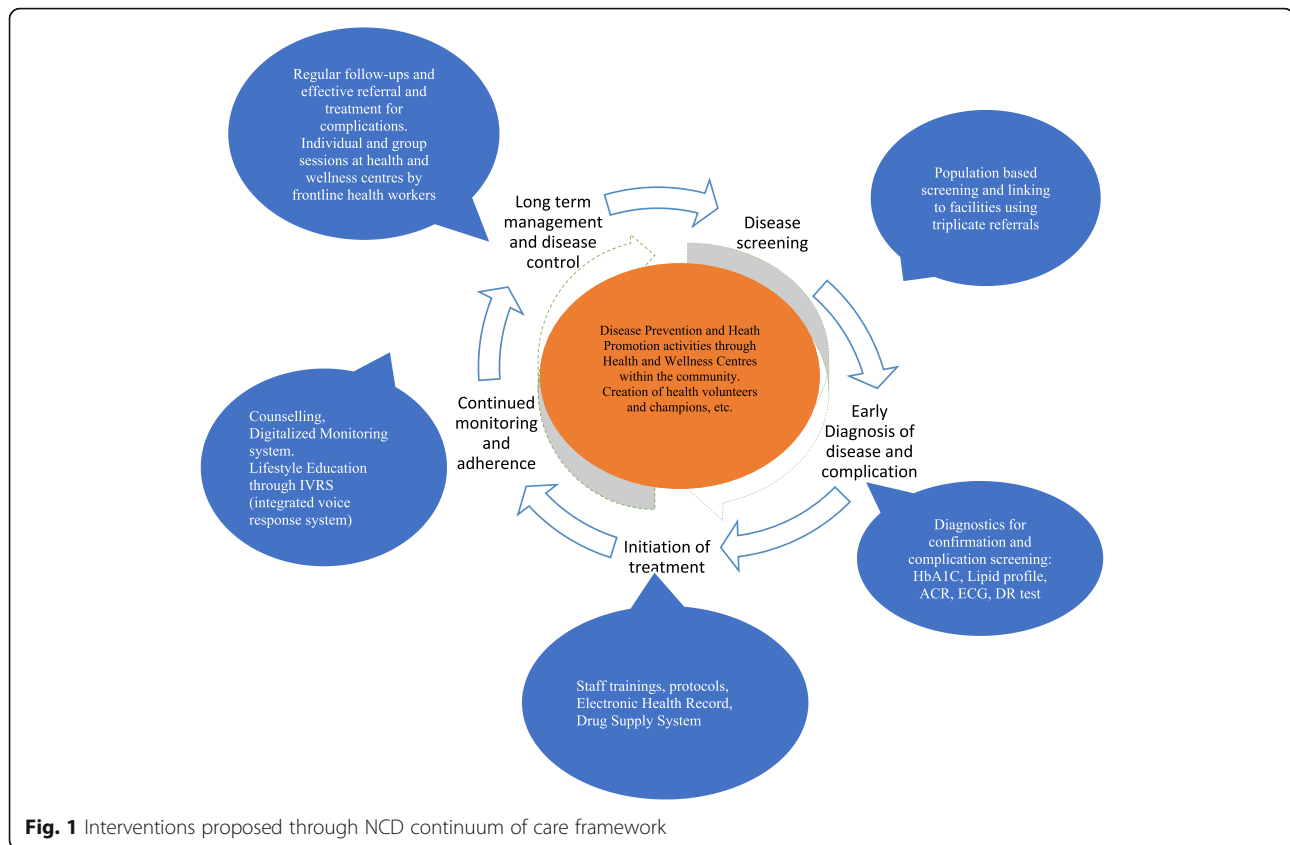 Regular follow-ups and
effective referral and
treatment for
complications.
Individual and group
sessions at health and
wellness centres by
frontline health workers
Population based
screening and linking
to facilities using
triplicate referrals
Long term
management
and disease
control
Disease
screening
Disease Prevention and Heath
Promotion activities through
Health and Wellness Centres
within the community.
Creation of health volunteers
and champions, etc.
Continued
monitoring
and
adherence
Early
Diagnosis of
disease and
complication
Counselling,
Digitalized Monitoring
system.
Lifestyle Education
through IVRS
(integrated voice
response system)
Diagnostics for
confirmation and
complication screening:
HbA1C, Lipid profile,
ACR, ECG, DR test
Initiation of
treatment
Staff trainings, protocols,
Electronic Health Record,
Drug Supply System
Fig. 1 Interventions proposed through NCD continuum of care framework